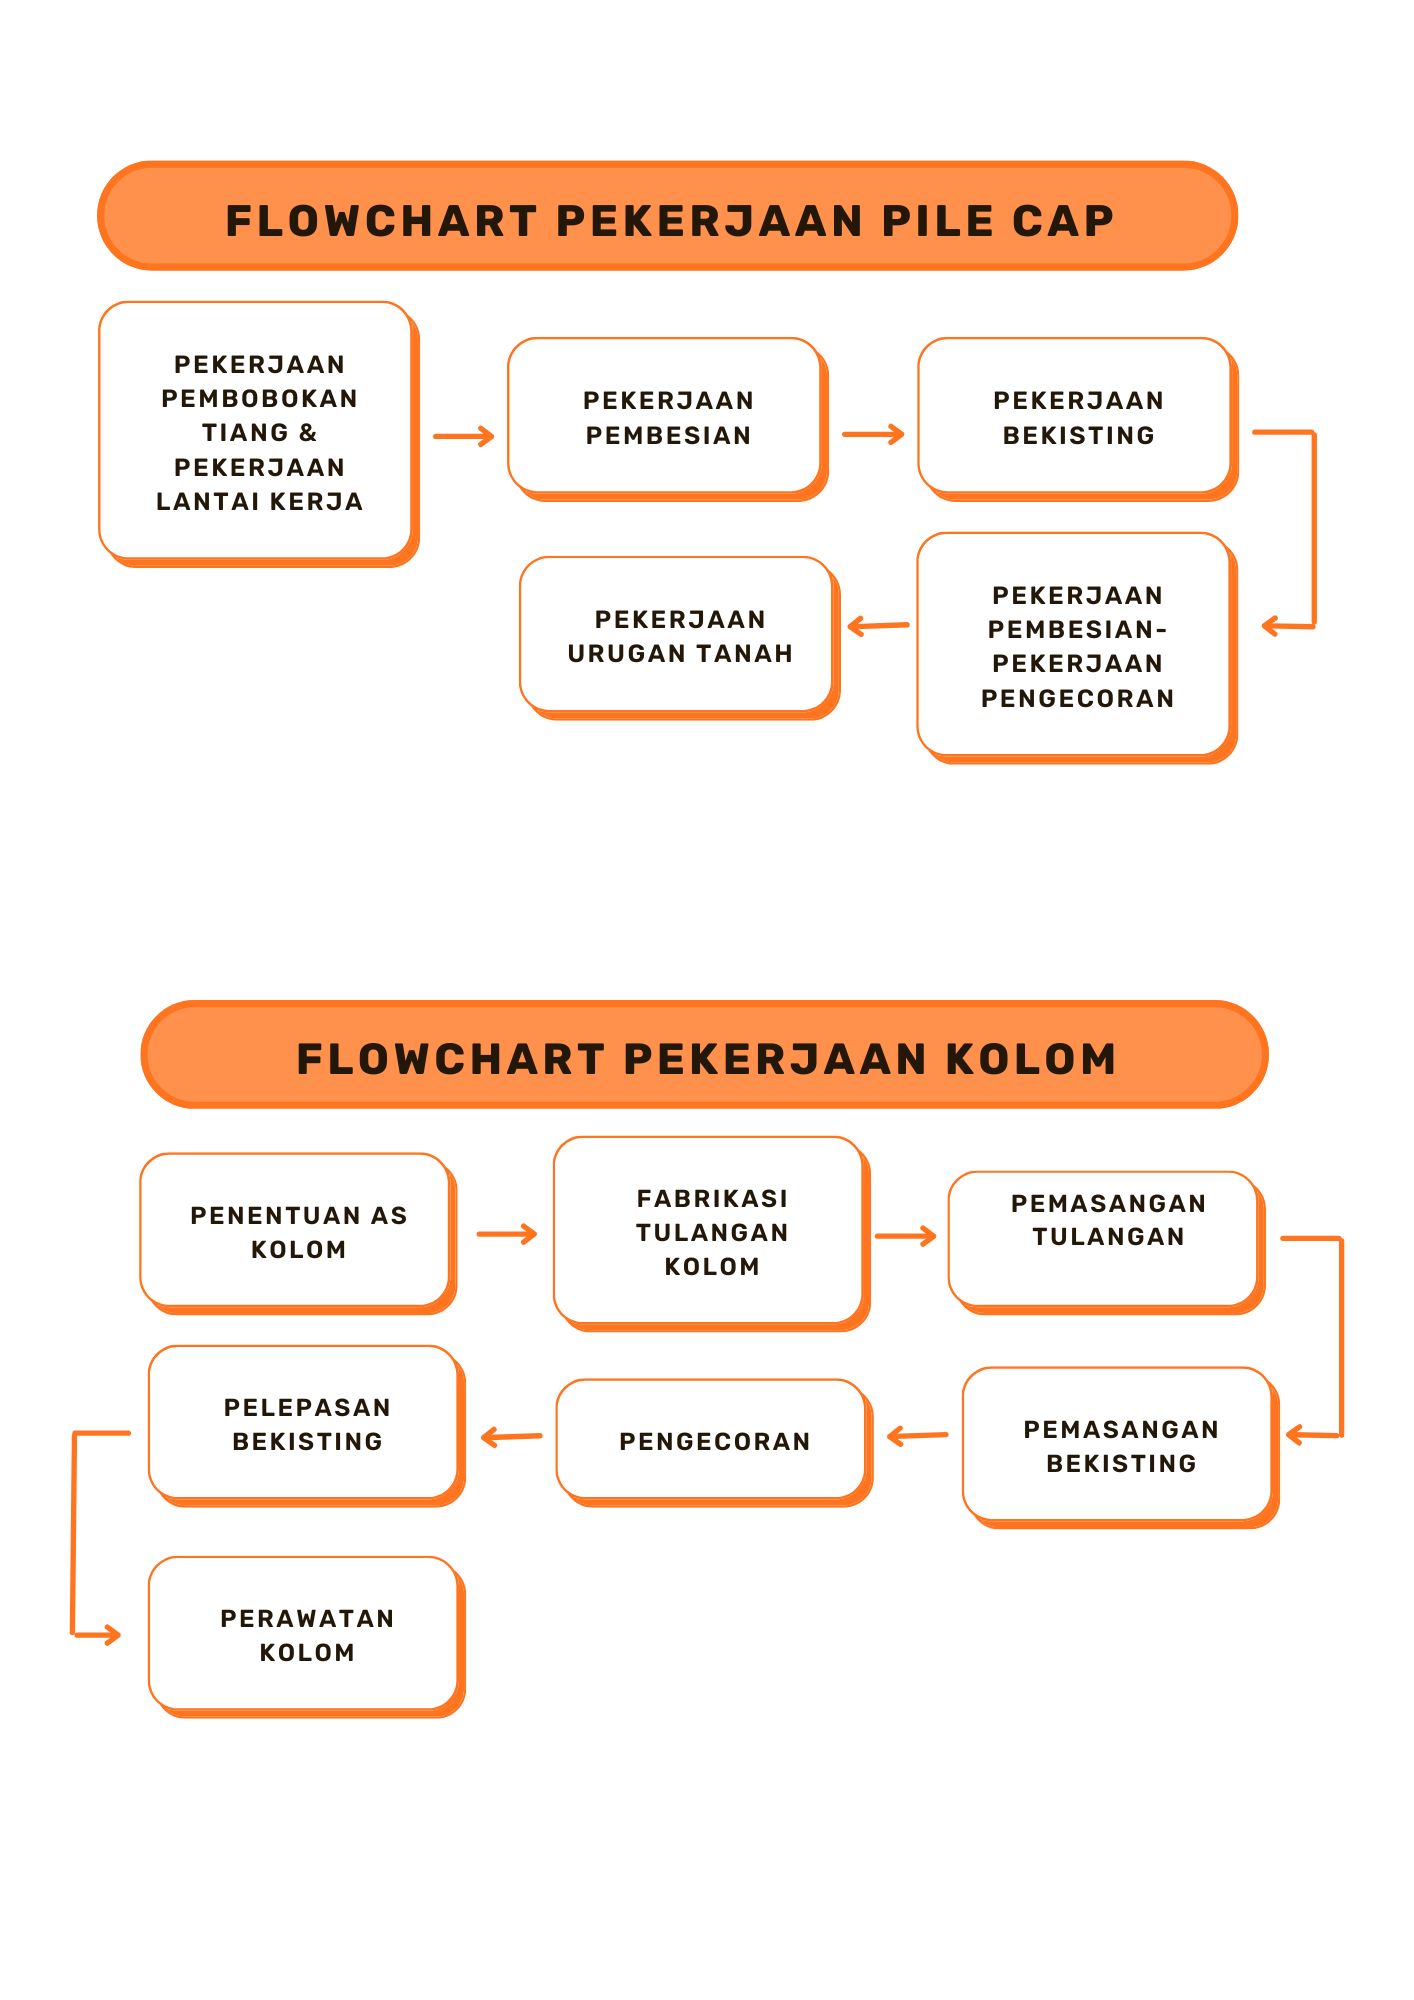 FLOWCHART PEKERJAAN PILE CAP
PEKERJAAN
PEMBOBOKAN
TIANG &
PEKERJAAN
LANTAI KERJA
PEKERJAAN
PEMBESIAN
PEKERJAAN
BEKISTING
PEKERJAAN
PEMBESIAN-
PEKERJAAN
PENGECORAN
PEKERJAAN
URUGAN TANAH
FLOWCHART PEKERJAAN KOLOM
PENENTUAN AS
KOLOM
FABRIKASI
TULANGAN
KOLOM
PEMASANGAN
TULANGAN
PEMASANGAN
BEKISTING
PENGECORAN
PELEPASAN
BEKISTING
PERAWATAN
KOLOM